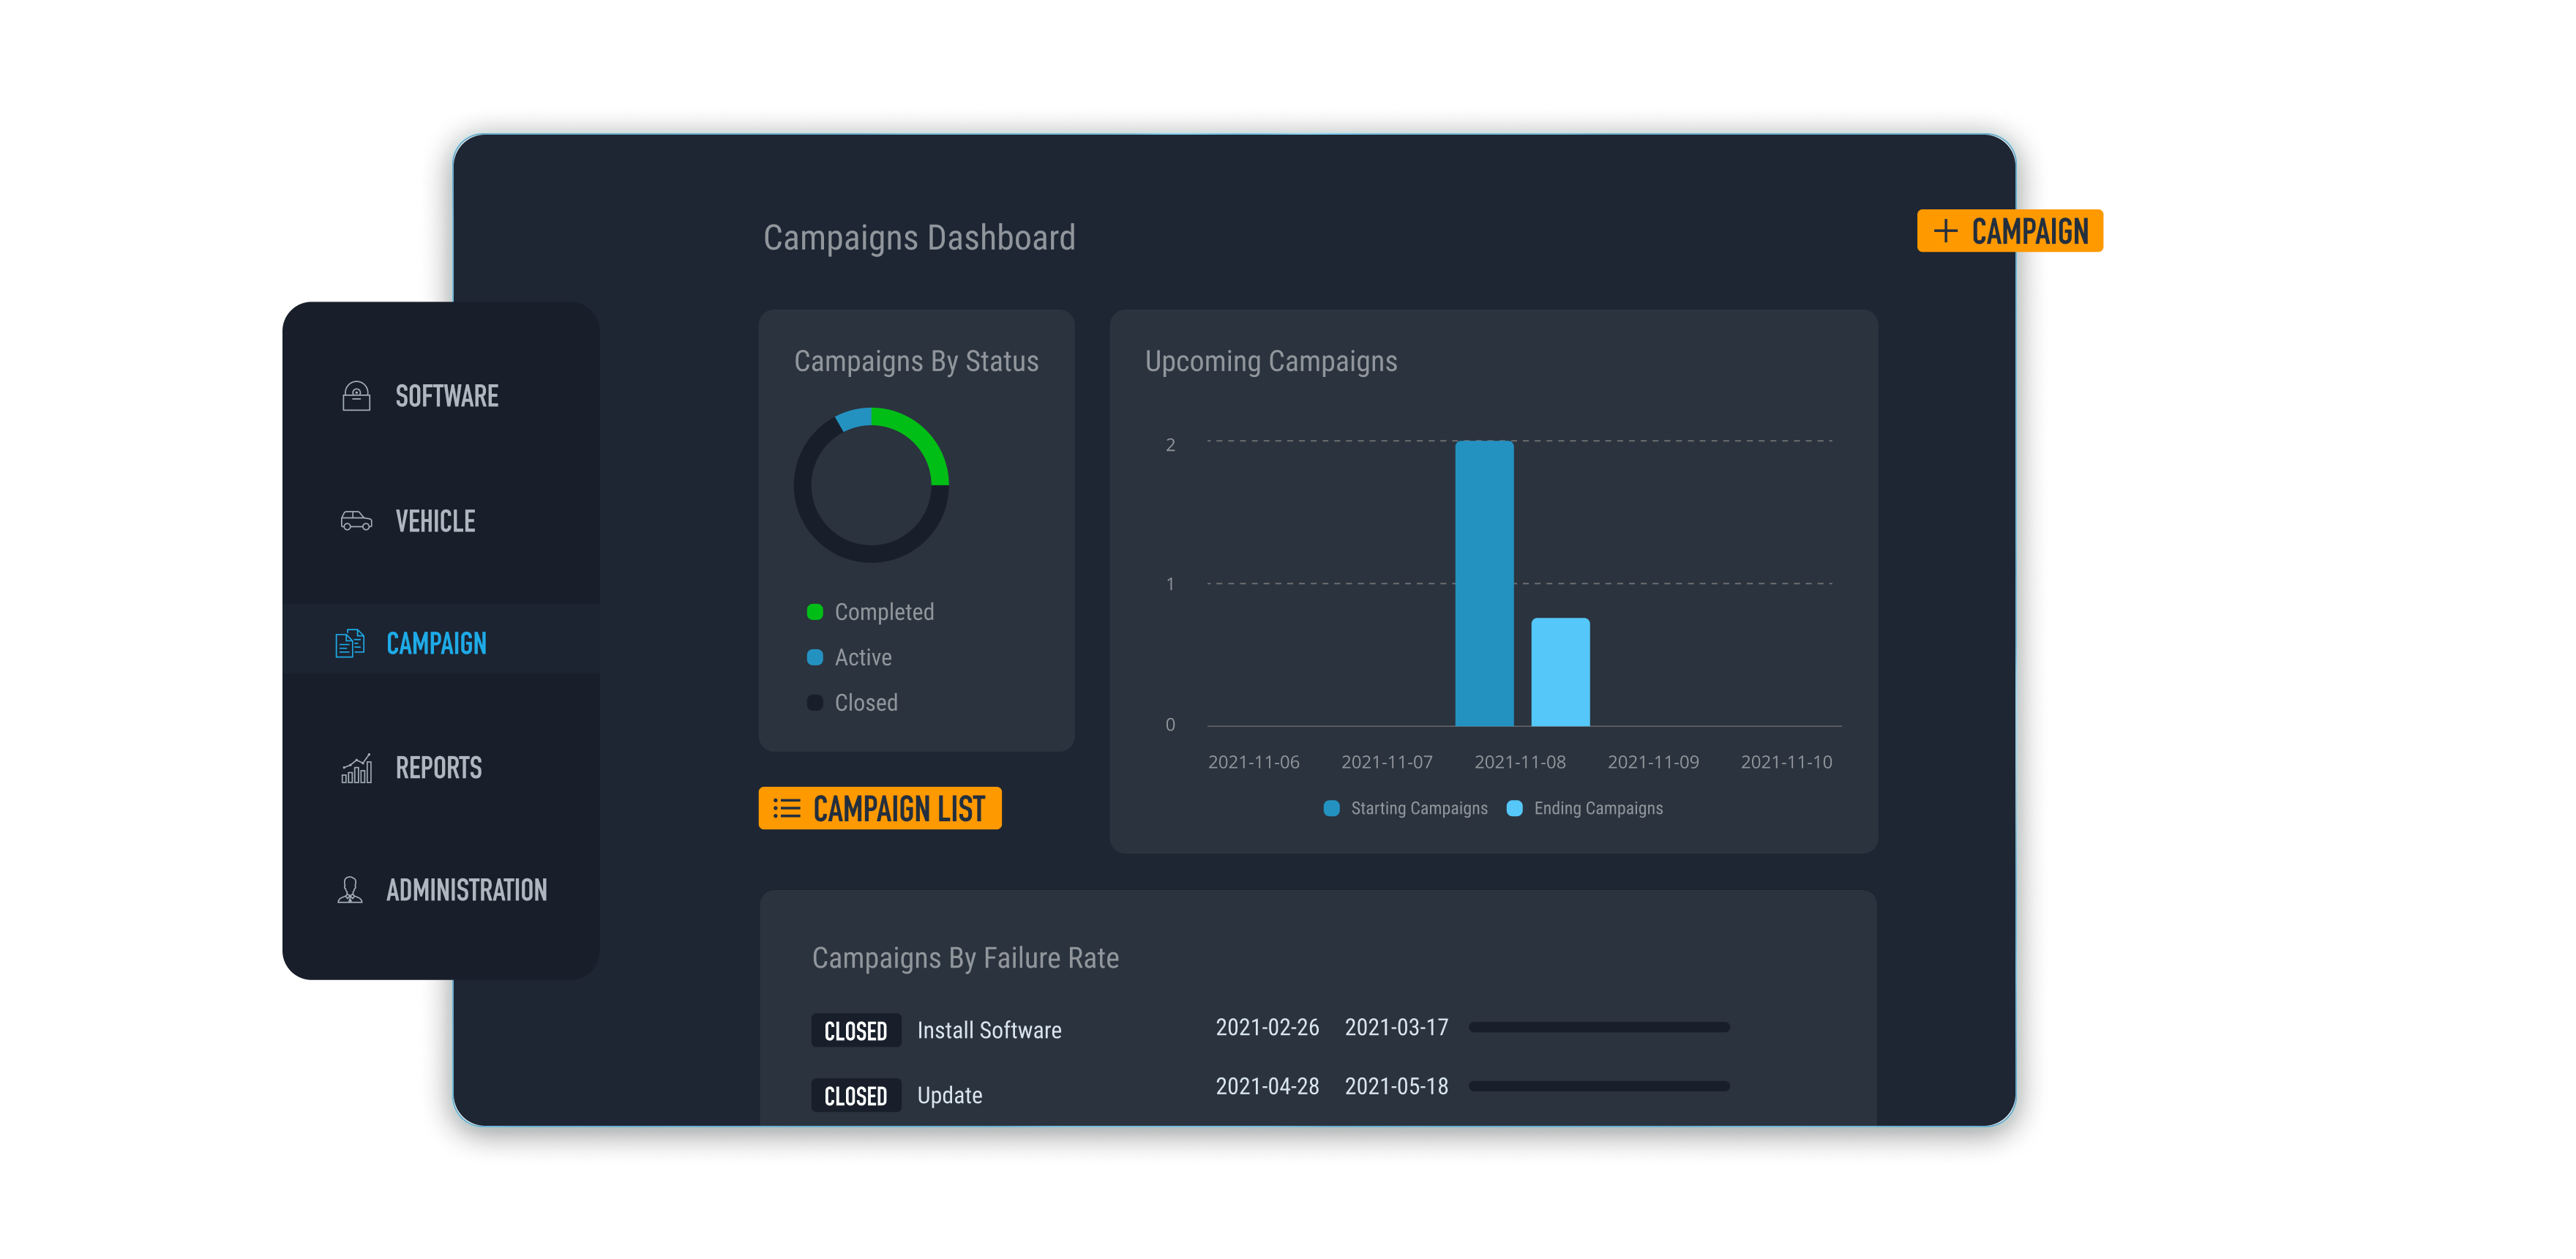 Campaigns Dashboard
+ CAMPAIGN
SOFTWARE
VEHICLE
CAMPAIGN
REPORTS
ADMINISTRATION
Campaigns By Status
Completed
Active
Closed
CAMPAIGN LIST
Upcoming Campaigns
2
1
0
2021-11-06 2021-11-07 2021-11-08 2021-11-09 2021-11-10
Starting Campaigns Ending Campaigns
Campaigns By Failure Rate
CLOSED Install Software 2021-02-26 2021-03-17
CLOSED Update 2021-04-28 2021-05-18